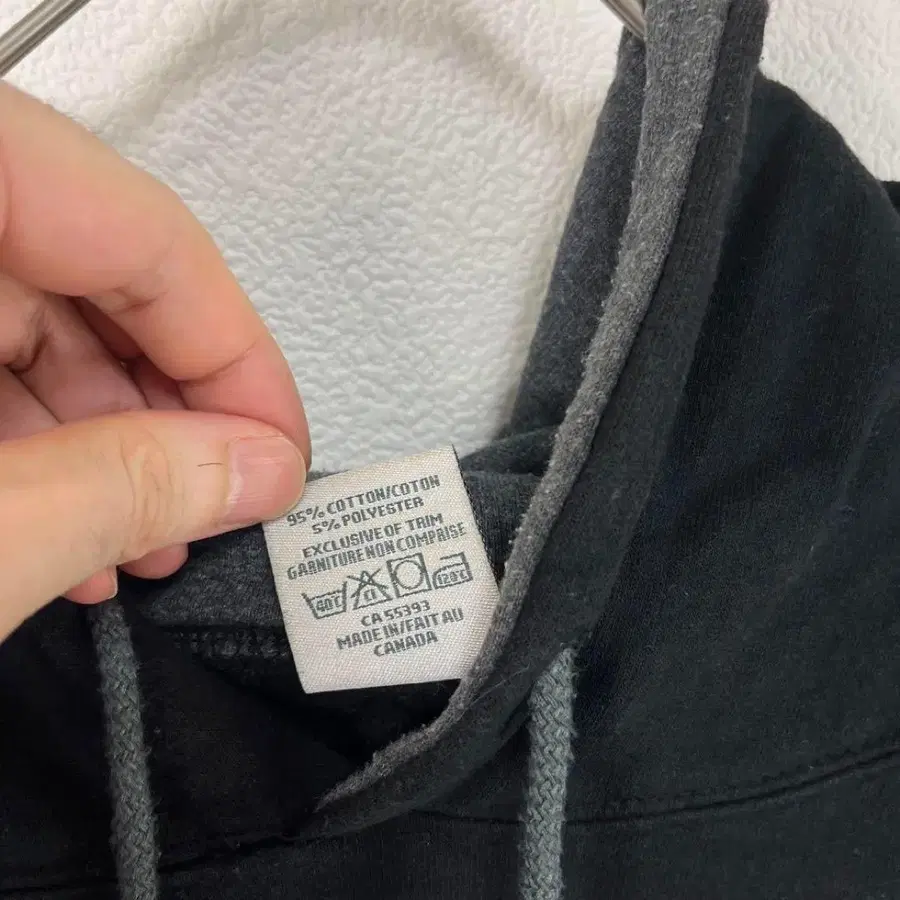 95% COTTON/COTON
5% POLYESTER
EXCLUSIVE OF TRIM
GARNITURE NON COMPRISE
40°C CL 120°C
CA 55393
MADE IN/FAIT AU
CANADA